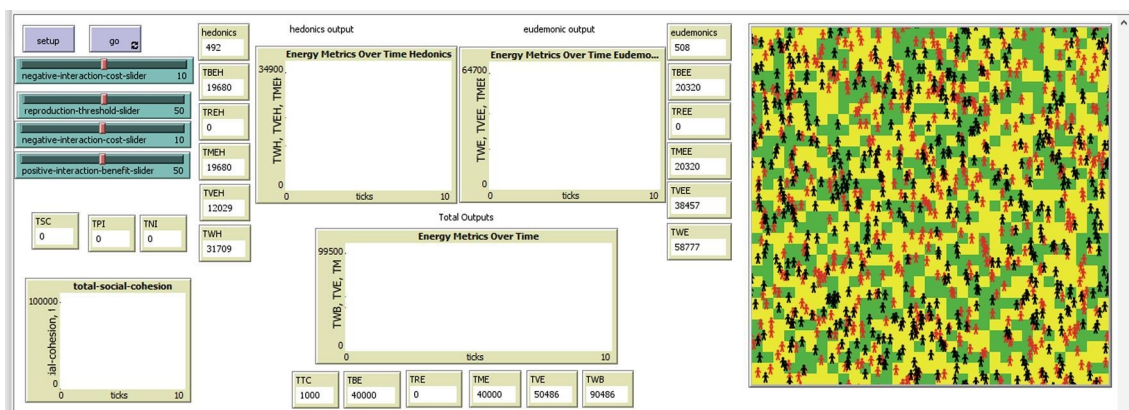 setup
go
negative-interaction-cost-slider 10
reproduction-threshold-slider 50
negative-interaction-cost-slider 10
positive-interaction-benefit-slider 50
TSC
0
TPI
0
TNI
0
total-social-cohesion
100000
0
0 ticks 10
hedonics
492
TBEH
19680
TREH
0
TMEH
19680
TVEH
12029
TWH
31709
hedonics output
Energy Metrics Over Time Hedonics
34900
TWH, TVEH, TMEH
0
0 ticks 10
eudemonic output
Energy Metrics Over Time Eudemo...
64700
TWE, TVEE, TMEE
0
0 ticks 10
eudemonics
508
TBEE
20320
TREE
0
TMEE
20320
TVEE
38457
TWE
58777
Total Outputs
Energy Metrics Over Time
99500
TWB, TVE, TM
0
0 ticks 10
TTC
1000
TBE
40000
TRE
0
TME
40000
TVE
50486
TWB
90486